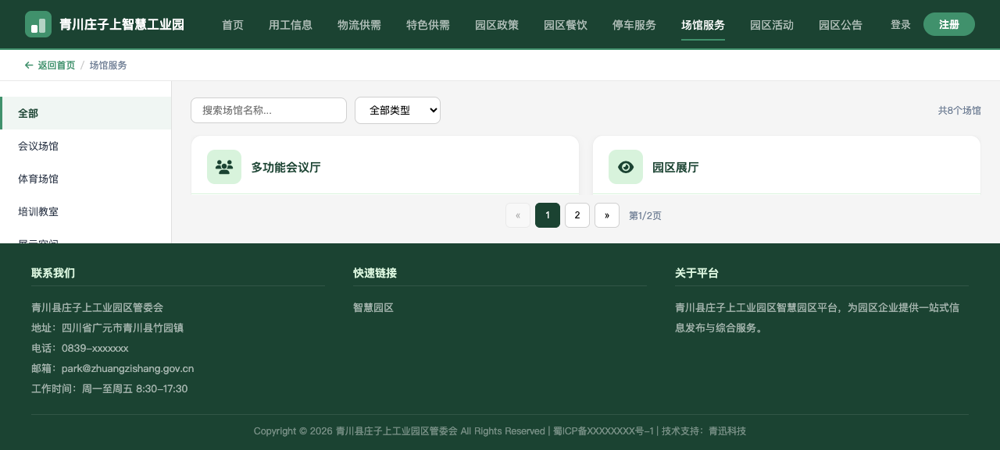 青川庄子上智慧工业园
首页 用工信息 物流供需 特色供需 园区政策 园区餐饮 停车服务 场馆服务 园区活动 园区公告 登录 注册
← 返回首页 / 场馆服务
全部
会议场馆
体育场馆
培训教室
展示空间
搜索场馆名称... 全部类型 共8个场馆
多功能会议厅 园区展厅
« 1 2 » 第1/2页
联系我们
青川县庄子上工业园区管委会
地址：四川省广元市青川县竹园镇
电话：0839-xxxxxxx
邮箱：park@zhuangzishang.gov.cn
工作时间：周一至周五 8:30-17:30
快速链接
智慧园区
关于平台
青川县庄子上工业园区智慧园区平台，为园区企业提供一站式信
息发布与综合服务。
Copyright © 2026 青川县庄子上工业园区管委会 All Rights Reserved | 蜀ICP备XXXXXXXX号-1 | 技术支持：青迅科技